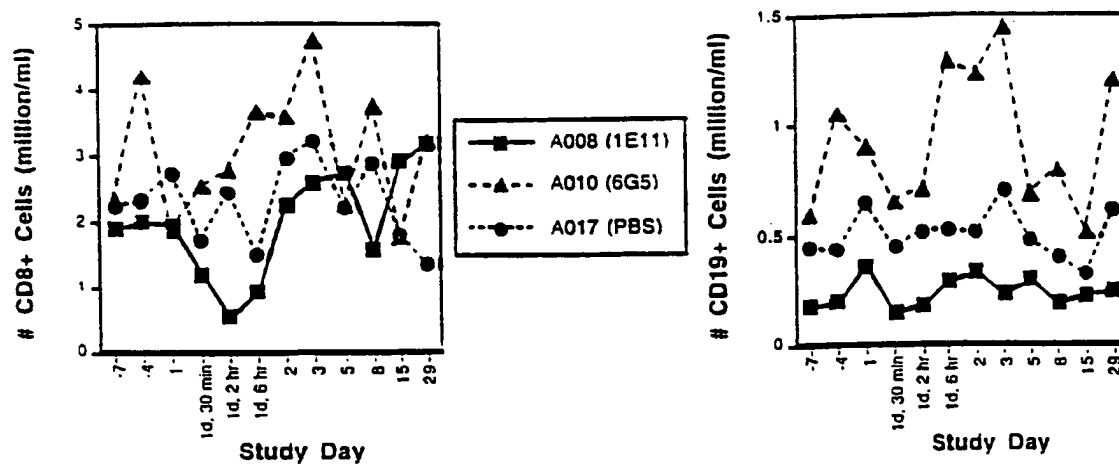 # CD8+ Cells (million/ml)
5
4
3
2
1
0
-7
-4
1
1d, 30 min
1d, 2 hr
1d, 6 hr
2
3
5
8
15
29
Study Day
A008 (1E11)
A010 (6G5)
A017 (PBS)
# CD19+ Cells (million/ml)
1.5
1
0.5
0
-7
-4
1
1d, 30 min
1d, 2 hr
1d, 6 hr
2
3
5
8
15
29
Study Day